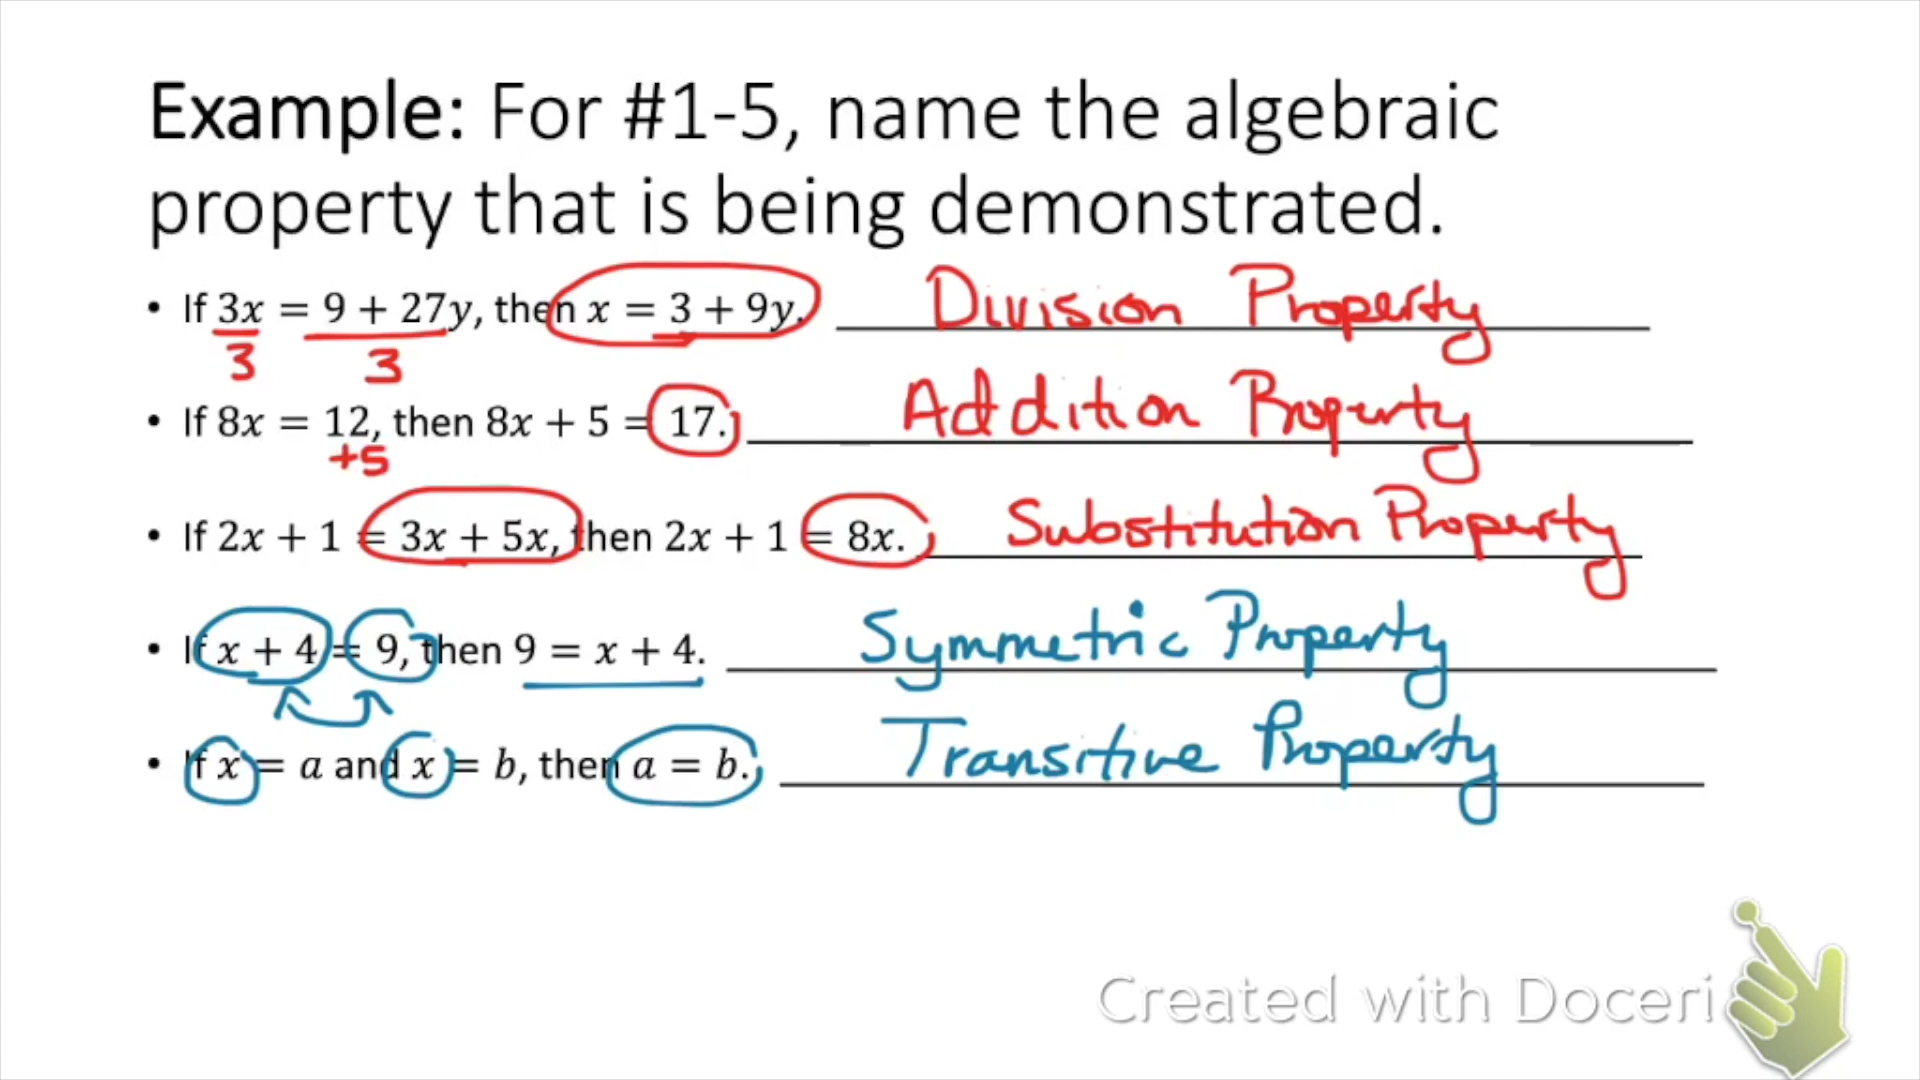 Example: For #1-5, name the algebraic
property that is being demonstrated.
• If 3x = 9 + 27y, then x = 3 + 9y. Division Property
3 3
• If 8x = 12, then 8x + 5 = 17. Addition Property
+5
• If 2x + 1 = 3x + 5x, then 2x + 1 = 8x. Substitution Property
• If x + 4 = 9, then 9 = x + 4. Symmetric Property
• If x = a and x = b, then a = b. Transitive Property
Created with Doceri